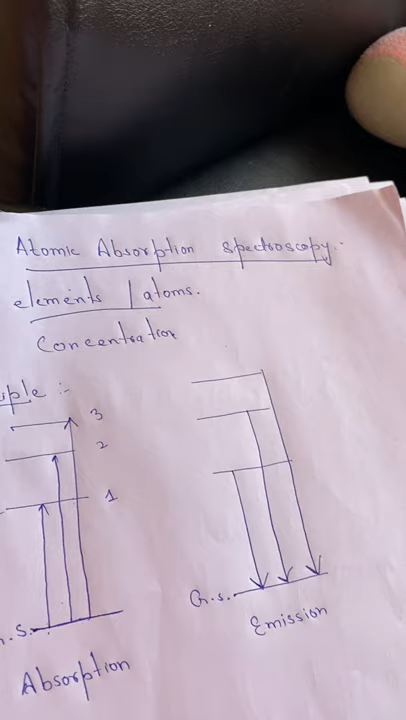 Atomic Absorption spectroscopy:-
elements / atoms.
Concentration
3
2
1
G.s.
Emission
Absorption